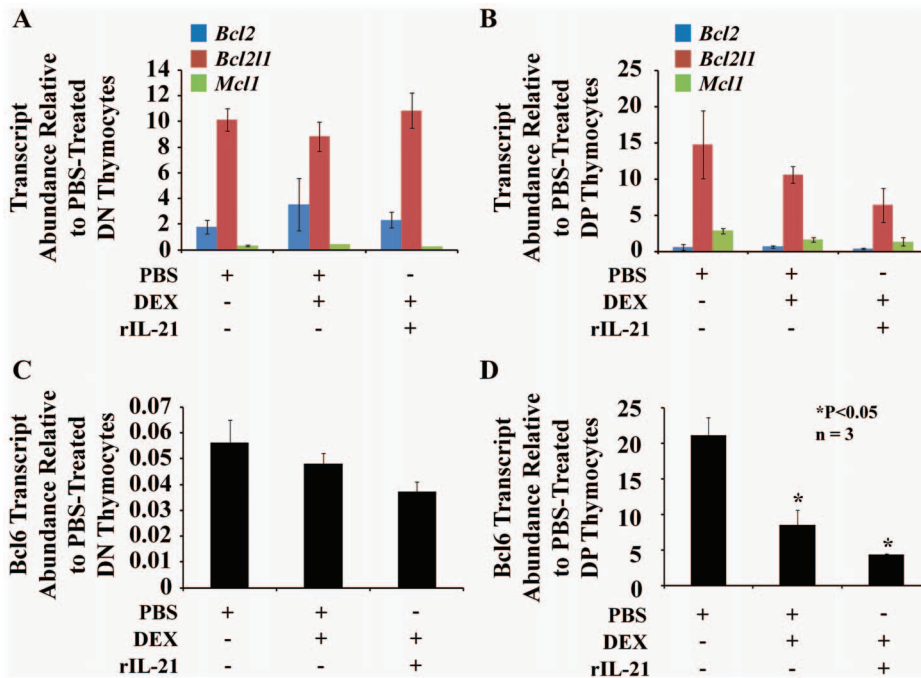 A
Bcl2
Bcl2l1
Mcl1
Transcript
Abundance Relative
to PBS-Treated
DN Thymocytes
14
12
10
8
6
4
2
0
PBS + + -
DEX - + +
rIL-21 - - +
B
Bcl2
Bcl2l1
Mcl1
Transcript
Abundance Relative
to PBS-Treated
DP Thymocytes
25
20
15
10
5
0
PBS + + -
DEX - + +
rIL-21 - - +
C
Bcl6 Transcript
Abundance Relative
to PBS-Treated
DN Thymocytes
0.07
0.06
0.05
0.04
0.03
0.02
0.01
0
PBS + + -
DEX - + +
rIL-21 - - +
D
Bcl6 Transcript
Abundance Relative
to PBS-Treated
DP Thymocytes
25
20
15
10
5
0
*P<0.05
n = 3
*
*
PBS + + -
DEX - + +
rIL-21 - - +